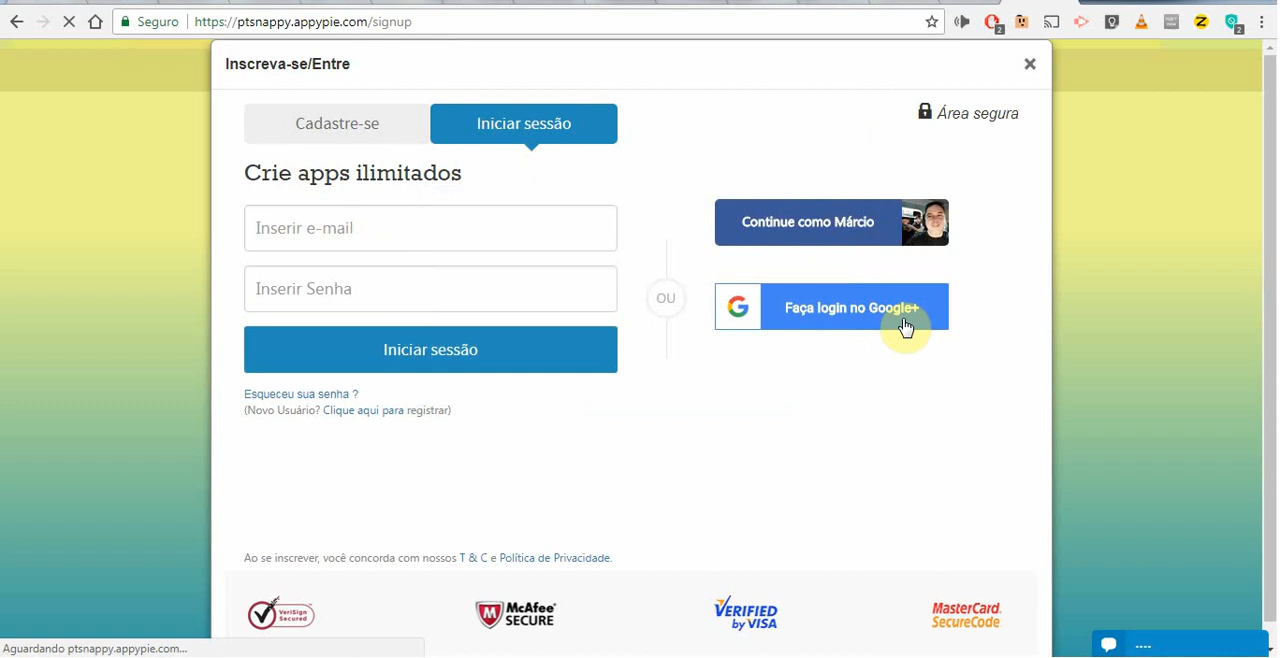 Seguro
https://ptsnappy.appypie.com/signup
2
2
Inscreva-se/Entre
Cadastre-se
Iniciar sessão
Área segura
Crie apps ilimitados
Inserir e-mail
Continue como Márcio
Inserir Senha
OU
Faça login no Google+
Iniciar sessão
Esqueceu sua senha ?
(Novo Usuário? Clique aqui para registrar)
Ao se inscrever, você concorda com nossos T & C e Política de Privacidade.
VeriSign Secured
McAfee SECURE
VERIFIED by VISA
MasterCard. SecureCode.
Aguardando ptsnappy.appypie.com...
----